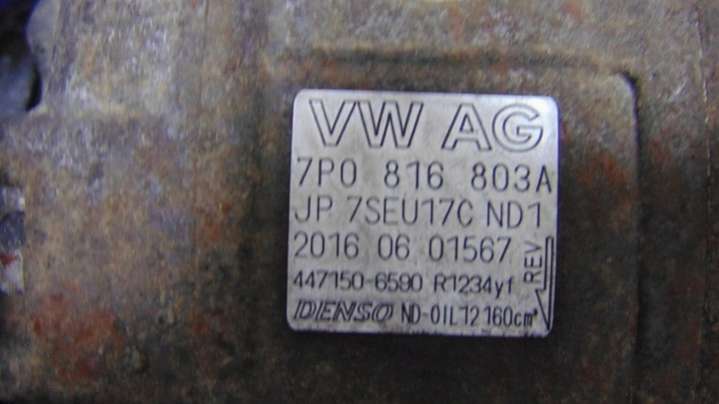 VW AG
7P0 816 803A
JP 7SEU17C ND1
2016 06 01567
REV
447150-6590 R1234yf
DENSO ND-OIL12 160cm³